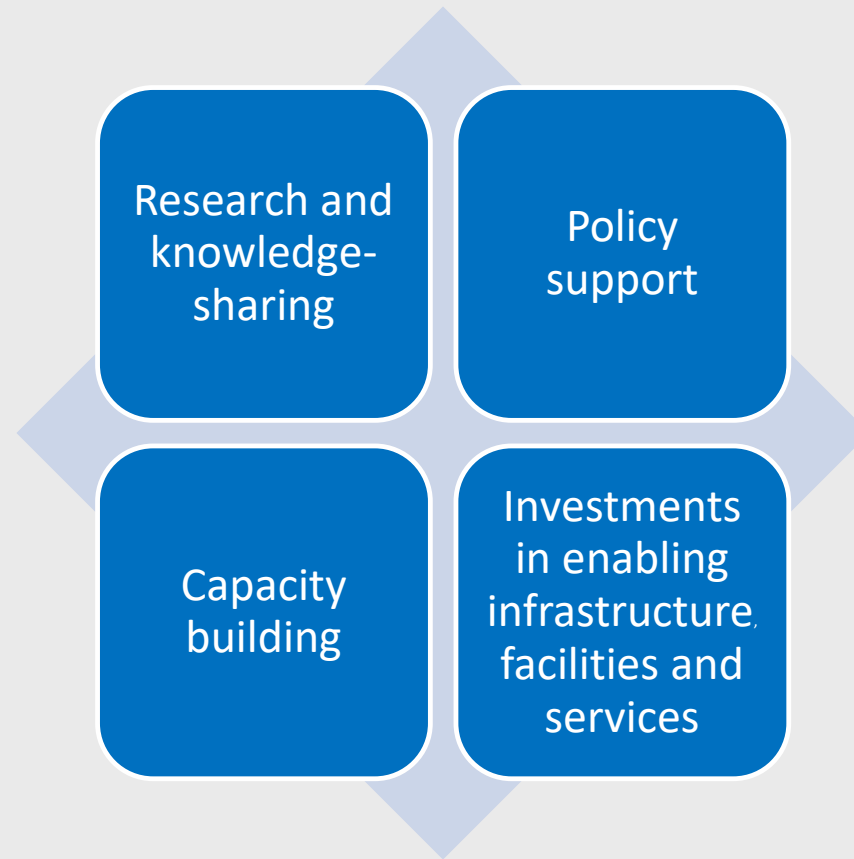 Research and
knowledge-
sharing
Policy
support
Capacity
building
Investments
in enabling
infrastructure,
facilities and
services